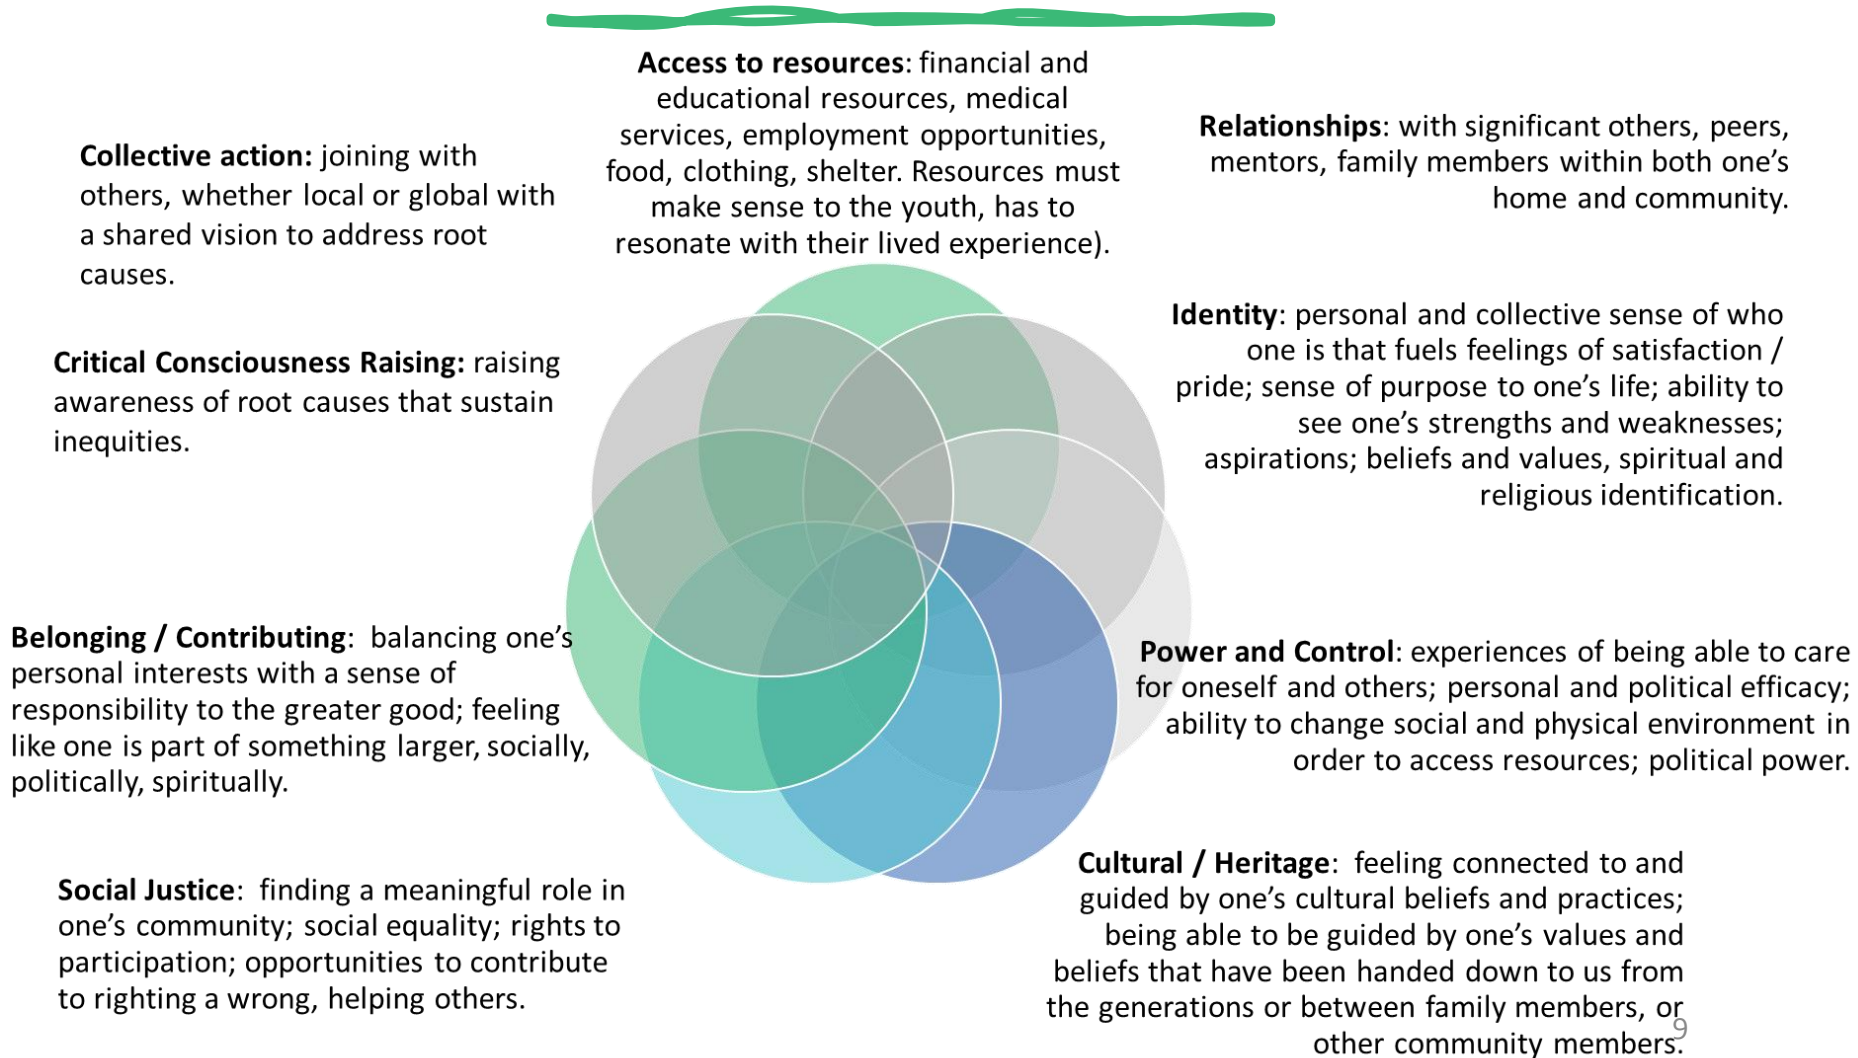 Access to resources: financial and
educational resources, medical
services, employment opportunities,
food, clothing, shelter. Resources must
make sense to the youth, has to
resonate with their lived experience).
Collective action: joining with
others, whether local or global with
a shared vision to address root
causes.
Relationships: with significant others, peers,
mentors, family members within both one’s
home and community.
Critical Consciousness Raising: raising
awareness of root causes that sustain
inequities.
Identity: personal and collective sense of who
one is that fuels feelings of satisfaction /
pride; sense of purpose to one’s life; ability to
see one’s strengths and weaknesses;
aspirations; beliefs and values, spiritual and
religious identification.
Belonging / Contributing: balancing one’s
personal interests with a sense of
responsibility to the greater good; feeling
like one is part of something larger, socially,
politically, spiritually.
Power and Control: experiences of being able to care
for oneself and others; personal and political efficacy;
ability to change social and physical environment in
order to access resources; political power.
Social Justice: finding a meaningful role in
one’s community; social equality; rights to
participation; opportunities to contribute
to righting a wrong, helping others.
Cultural / Heritage: feeling connected to and
guided by one’s cultural beliefs and practices;
being able to be guided by one’s values and
beliefs that have been handed down to us from
the generations or between family members, or
other community members.
9